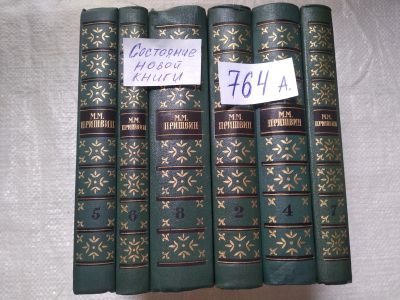 Состояние
новой
книги
764 А.
М.М.
ПРИШВИН
5
М.М.
ПРИШВИН
6
М.М.
ПРИШВИН
8
М.М.
ПРИШВИН
2
М.М.
ПРИШВИН
4
М.М.
ПРИШВИН